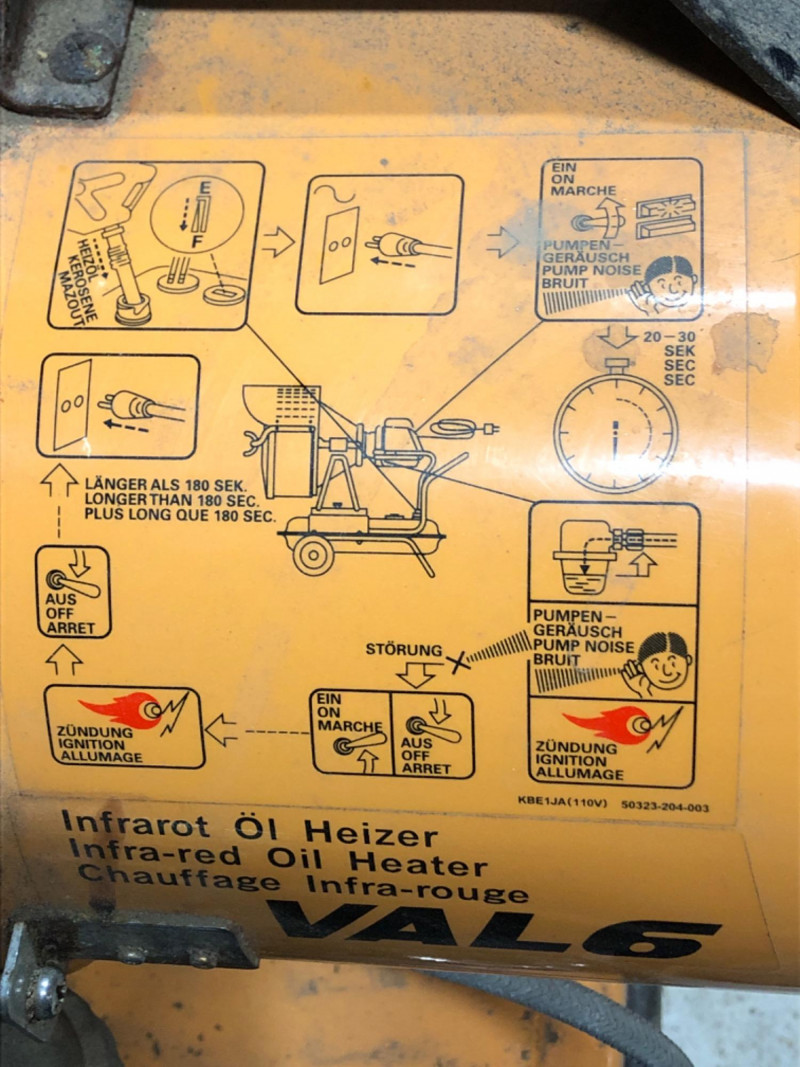 E
F
HEIZÖL
KEROSENE
MAZOUT
EIN
ON
MARCHE
PUMPEN–
GERÄUSCH
PUMP NOISE
BRUIT
20–30
SEK
SEC
SEC
LÄNGER ALS 180 SEK.
LONGER THAN 180 SEC.
PLUS LONG QUE 180 SEC.
AUS
OFF
ARRET
ZÜNDUNG
IGNITION
ALLUMAGE
STÖRUNG
EIN
ON
MARCHE
AUS
OFF
ARRET
PUMPEN–
GERÄUSCH
PUMP NOISE
BRUIT
ZÜNDUNG
IGNITION
ALLUMAGE
KBE1JA(110V) 50323-204-003
Infrarot Öl Heizer
Infra-red Oil Heater
Chauffage Infra-rouge
VAL6